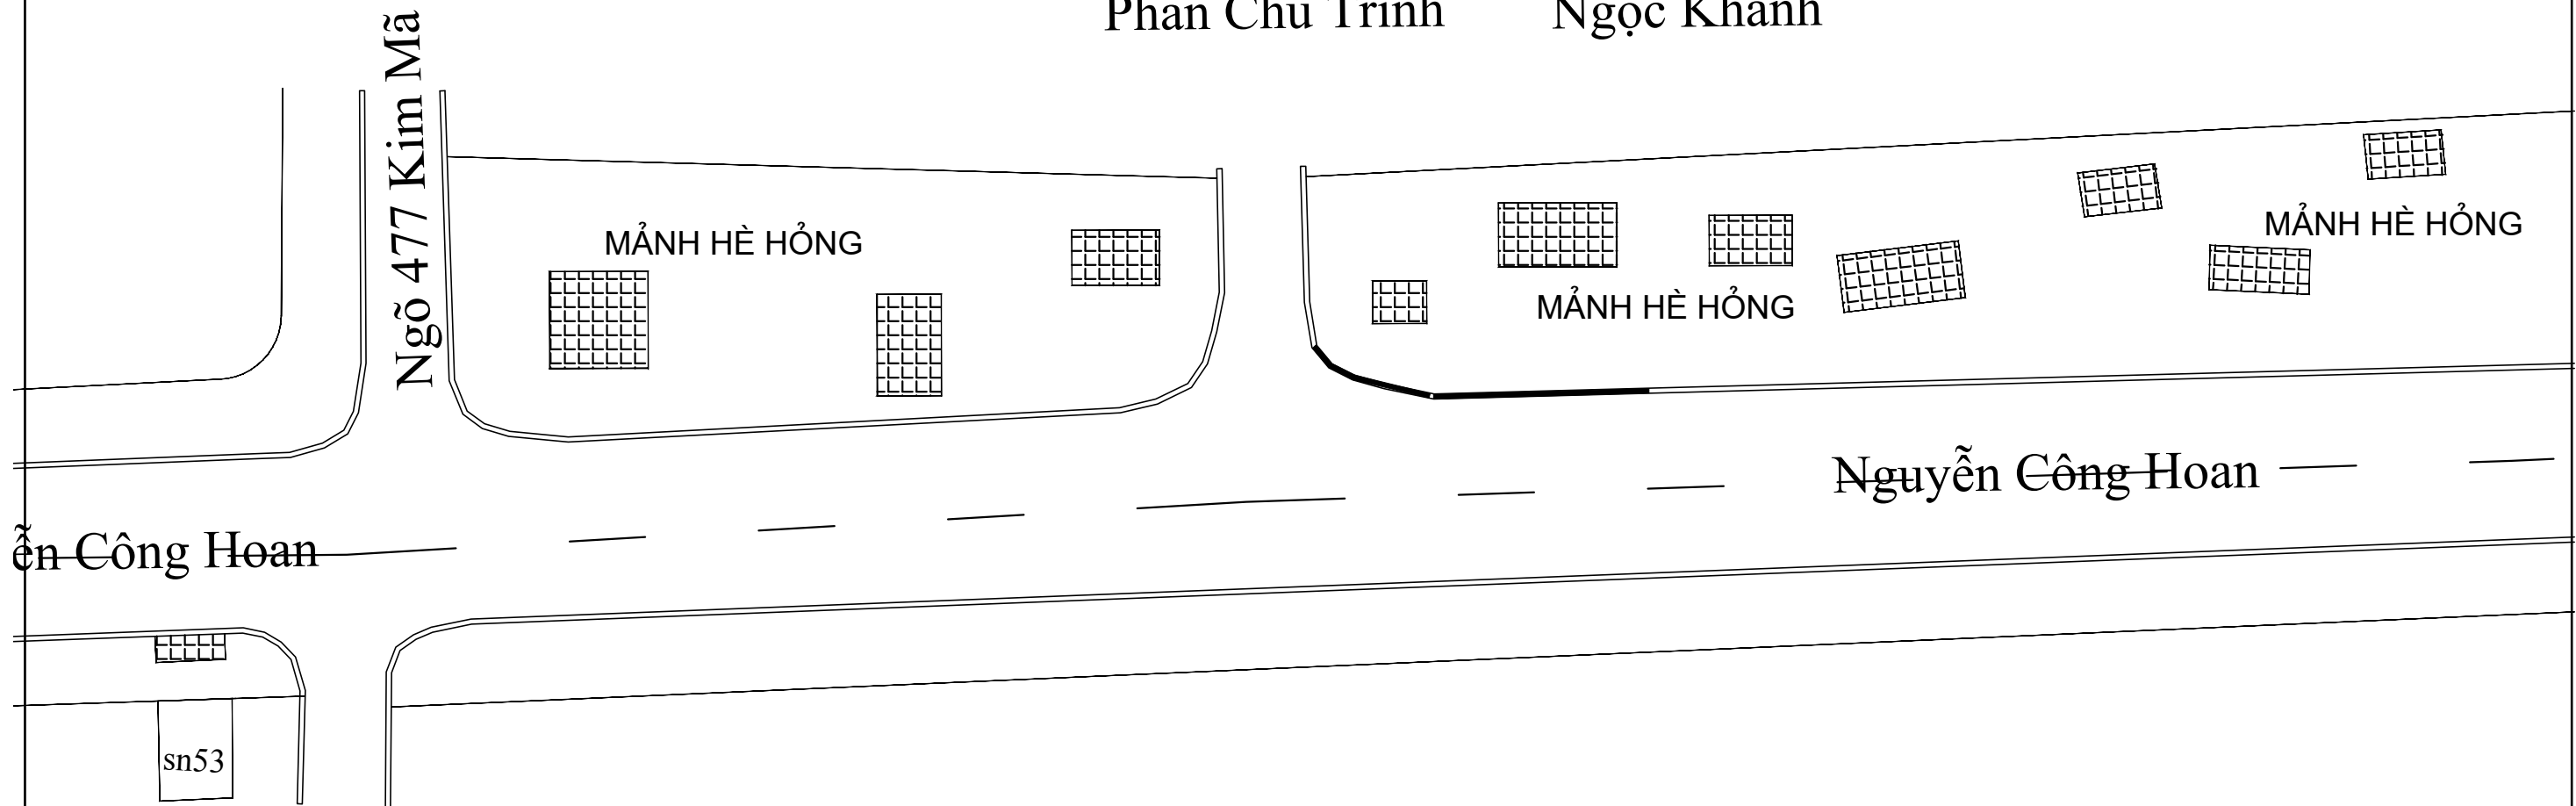 Phan Chu Trinh
Ngọc Khánh
Ngõ 477 Kim Mã
MẢNH HÈ HỎNG
MẢNH HÈ HỎNG
MẢNH HÈ HỎNG
Nguyễn Công Hoan
ễn Công Hoan
sn53